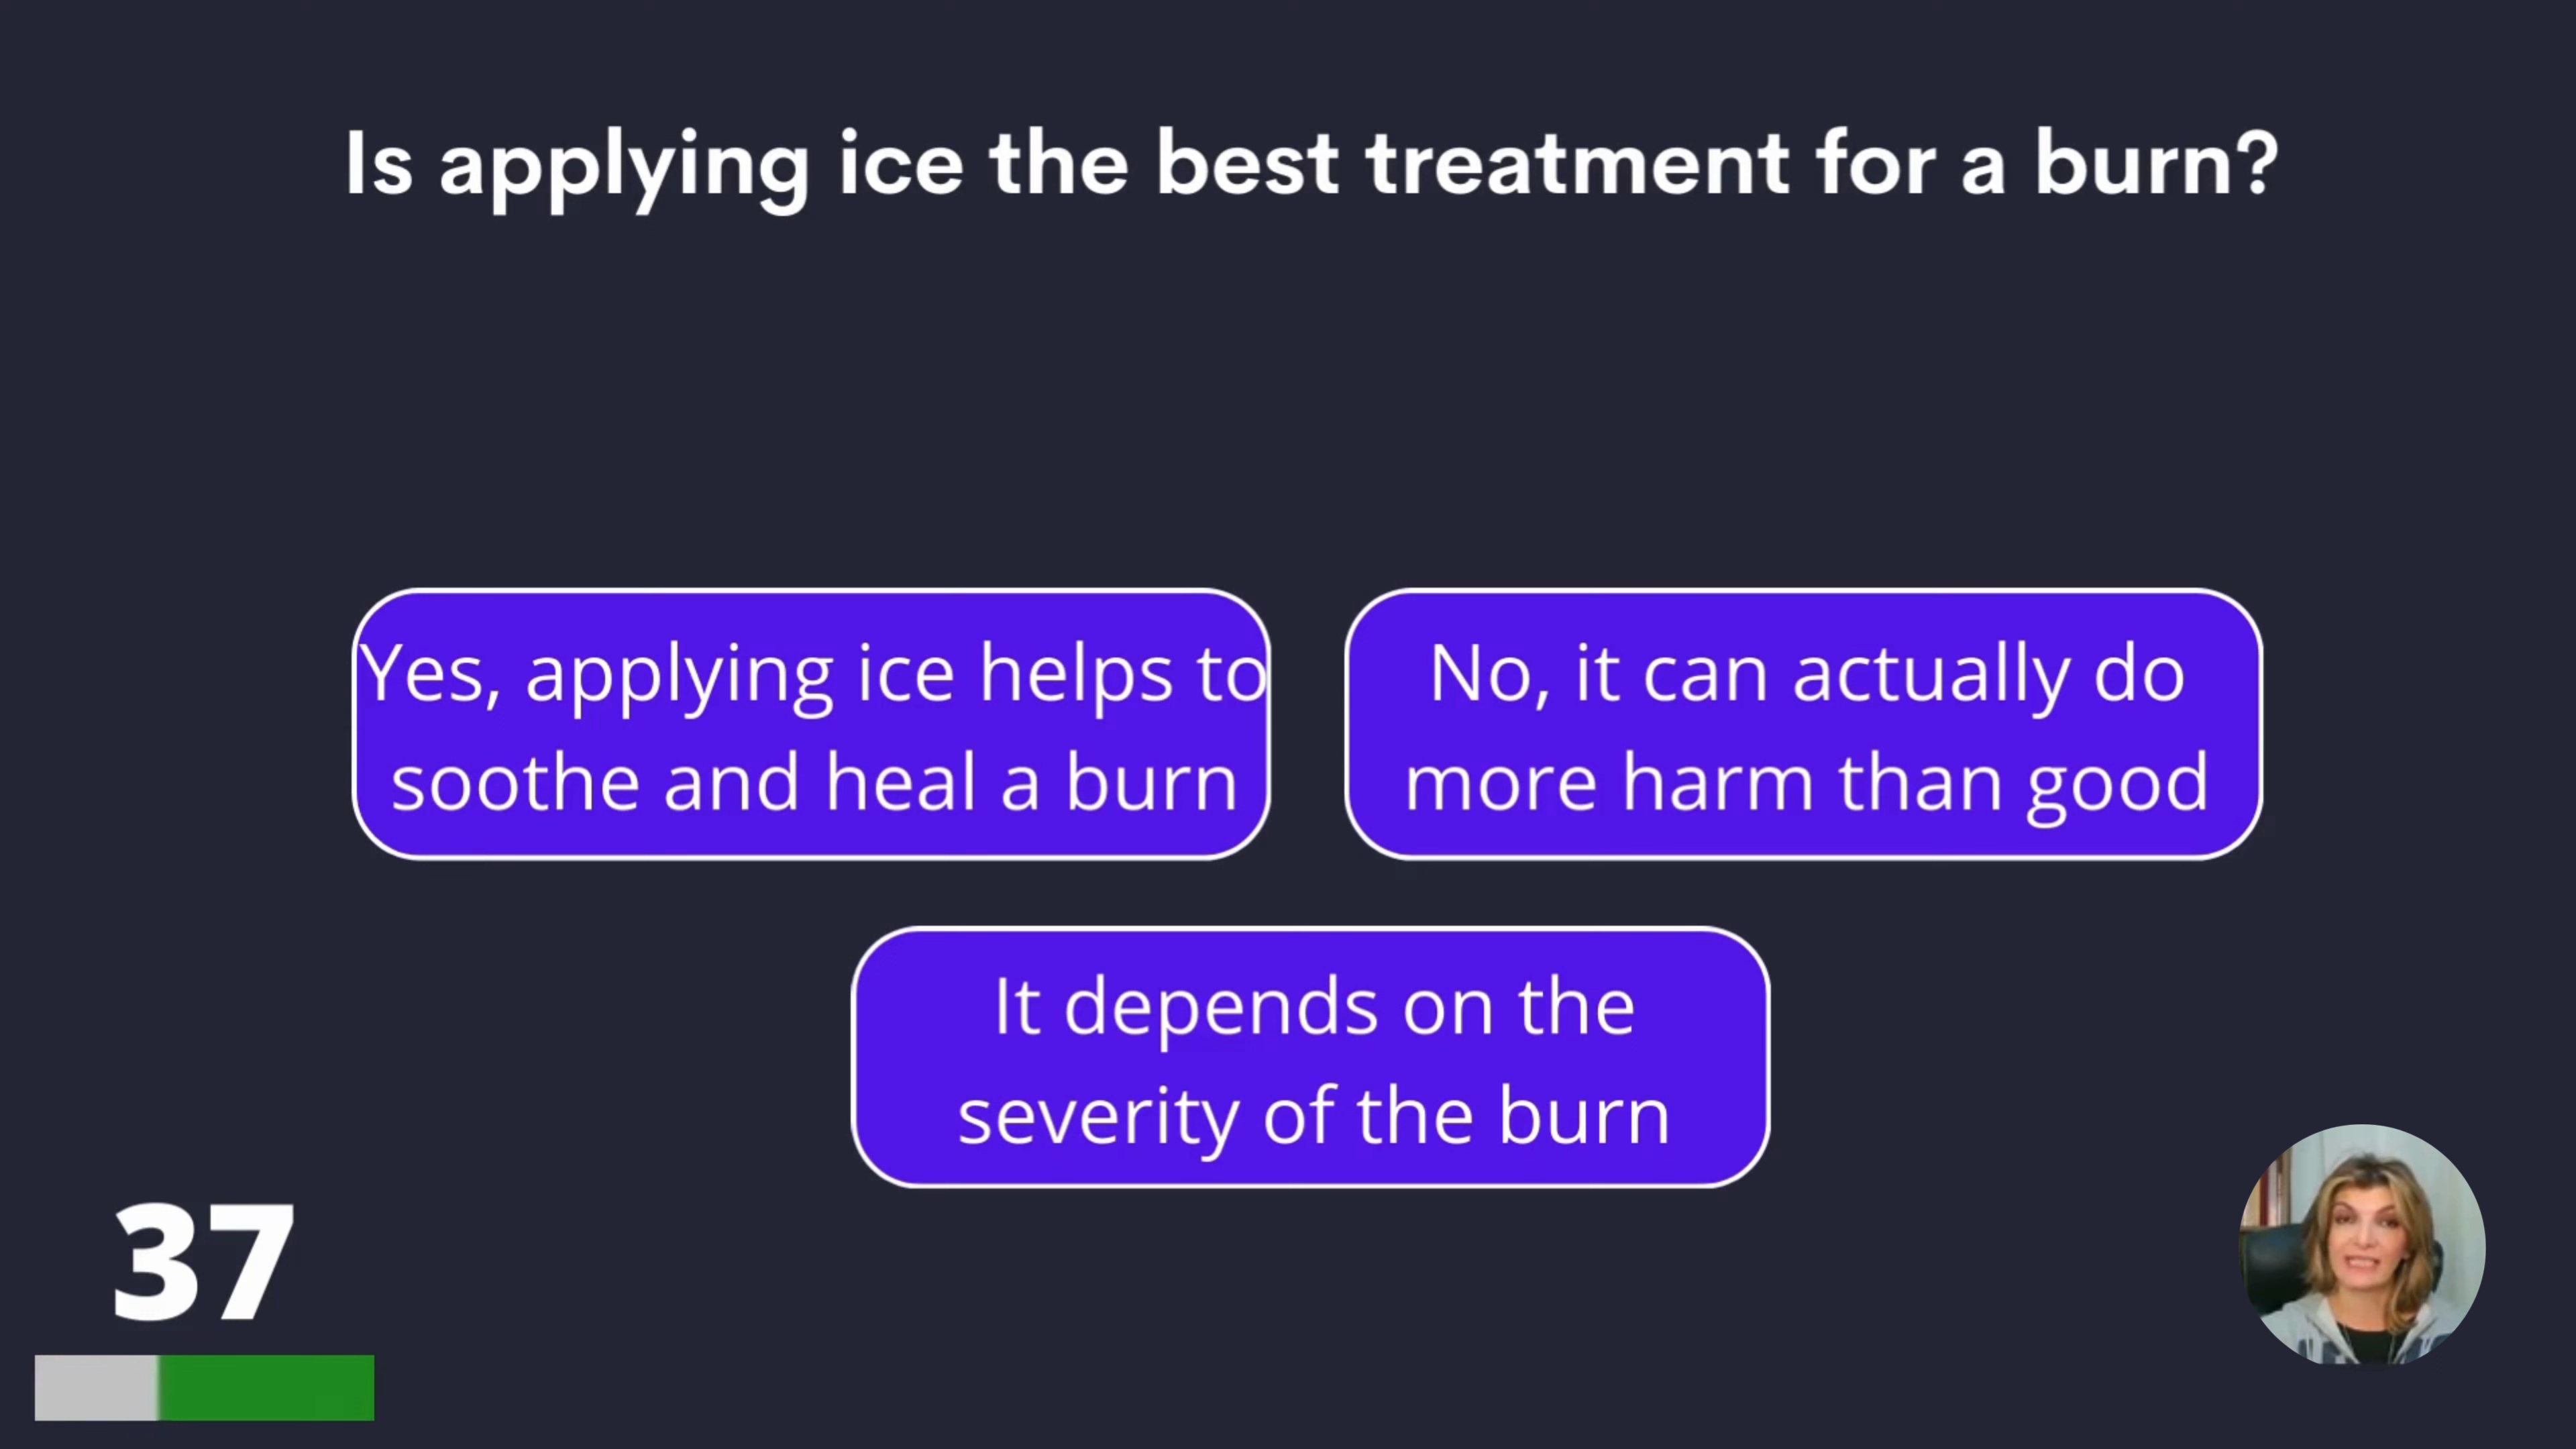 Is applying ice the best treatment for a burn?
Yes, applying ice helps to
soothe and heal a burn
No, it can actually do
more harm than good
It depends on the
severity of the burn
37